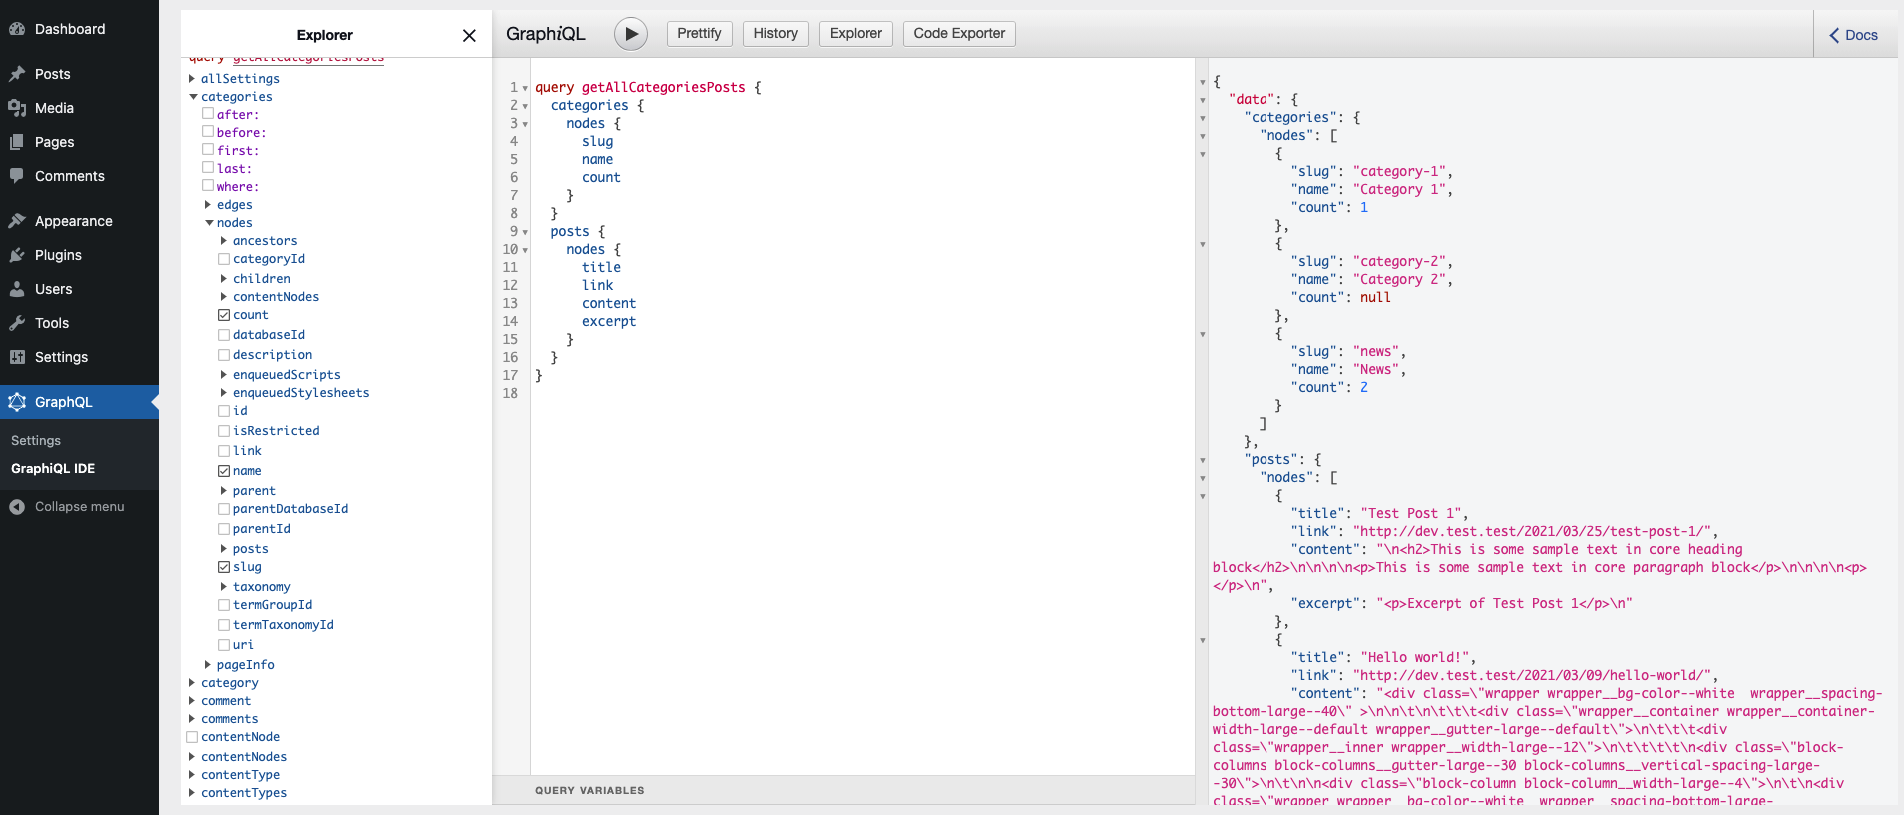 Dashboard
Posts
Media
Pages
Comments
Appearance
Plugins
Users
Tools
Settings
GraphQL
Settings
GraphiQL IDE
Collapse menu
Explorer
query getAllCategoriesPosts
allSettings
categories
after:
before:
first:
last:
where:
edges
nodes
ancestors
categoryId
children
contentNodes
count
databaseId
description
enqueuedScripts
enqueuedStylesheets
id
isRestricted
link
name
parent
parentDatabaseId
parentId
posts
slug
taxonomy
termGroupId
termTaxonomyId
uri
pageInfo
category
comment
comments
contentNode
contentNodes
contentType
contentTypes
GraphiQL
Prettify
History
Explorer
Code Exporter
Docs
1 query getAllCategoriesPosts {
2 categories {
3 nodes {
4 slug
5 name
6 count
7 }
8 }
9 posts {
10 nodes {
11 title
12 link
13 content
14 excerpt
15 }
16 }
17 }
18
QUERY VARIABLES
{
"data": {
"categories": {
"nodes": [
{
"slug": "category-1",
"name": "Category 1",
"count": 1
},
{
"slug": "category-2",
"name": "Category 2",
"count": null
},
{
"slug": "news",
"name": "News",
"count": 2
}
]
},
"posts": {
"nodes": [
{
"title": "Test Post 1",
"link": "http://dev.test.test/2021/03/25/test-post-1/",
"content": "\n<h2>This is some sample text in core heading
block</h2>\n\n\n\n<p>This is some sample text in core paragraph block</p>\n\n\n\n<p>
</p>\n",
"excerpt": "<p>Excerpt of Test Post 1</p>\n"
},
{
"title": "Hello world!",
"link": "http://dev.test.test/2021/03/09/hello-world/",
"content": "<div class=\"wrapper wrapper__bg-color--white  wrapper__spacing-
bottom-large--40\" >\n\n\t\n\t\t\t<div class=\"wrapper__container wrapper__container-
width-large--default wrapper__gutter-large--default\">\n\t\t\t<div
class=\"wrapper__inner wrapper__width-large--12\">\n\t\t\t\t\n<div class=\"block-
columns block-columns__gutter-large--30 block-columns__vertical-spacing-large-
-30\">\n\t\n\n<div class=\"block-column block-column__width-large--4\">\n\t\n<div
class="wrapper wrapper__bg-color--white  wrapper__spacing-bottom-large-